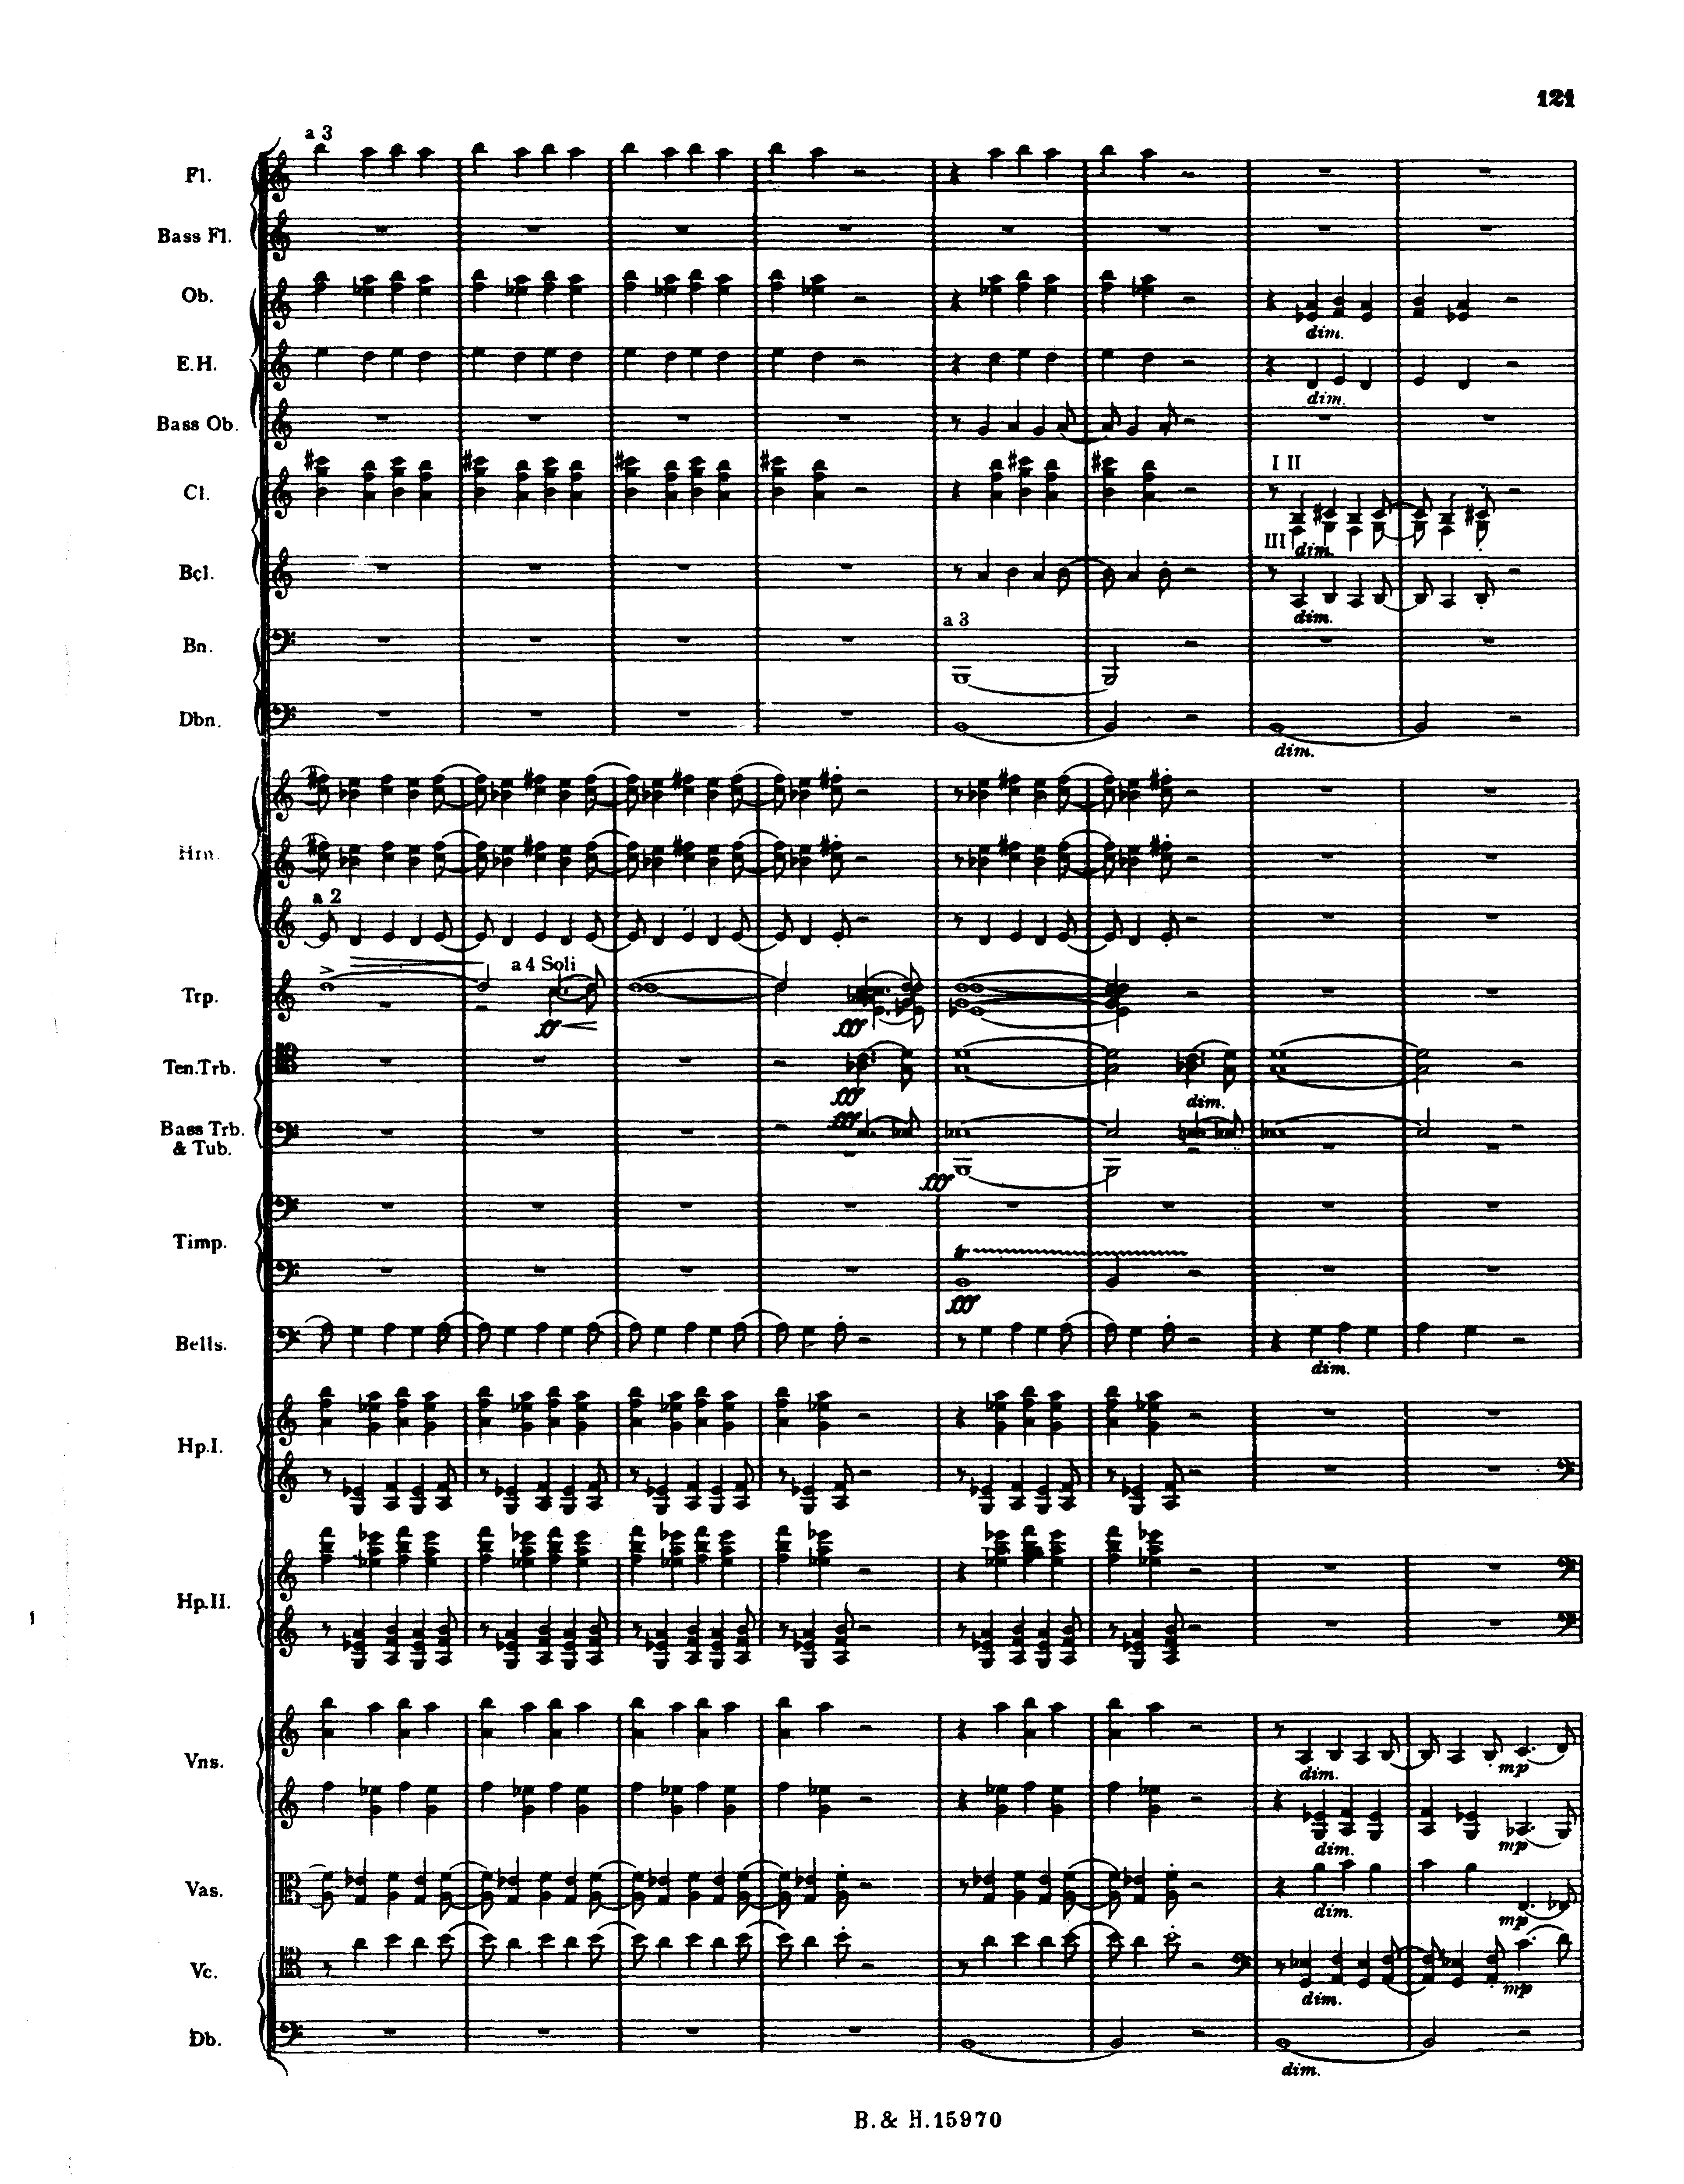 121
a 3
Fl.
Bass Fl.
Ob.
dim.
E.H.
dim.
Bass Ob.
I II
Cl.
III dim.
Bcl.
dim.
a 3
Bn.
Dbn.
dim.
Hrn.
a 2
a 4 Soli
Trp.
ff
fff
Ten.Trb.
fff
dim.
fff
Bass Trb.
& Tub.
fff
Timp.
tr
fff
Bells.
dim.
Hp.I.
Hp.II.
Vns.
dim.
mp
dim.
mp
Vas.
dim.
mp
Vc.
dim.
mp
Db.
dim.
B. & H. 15970